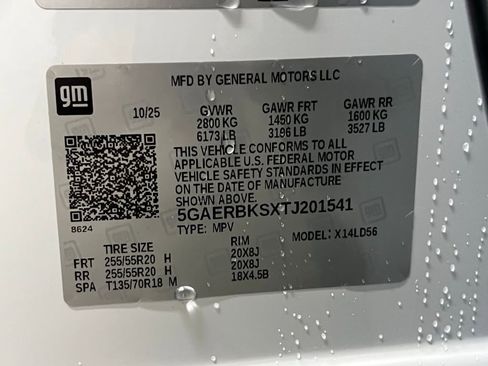 gm
MFD BY GENERAL MOTORS LLC
10/25 GVWR GAWR FRT GAWR RR
2800 KG 1450 KG 1600 KG
6173 LB 3196 LB 3527 LB
THIS VEHICLE CONFORMS TO ALL
APPLICABLE U.S. FEDERAL MOTOR
VEHICLE SAFETY STANDARDS IN EFFECT
ON THE DATE OF MANUFACTURE
SHOWN ABOVE.
5GAERBKSXTJ201541
8624
TYPE: MPV MODEL: X14LD56
TIRE SIZE RIM
FRT 255/55R20 H 20X8J
RR 255/55R20 H 20X8J
SPA T135/70R18 M 18X4.5B